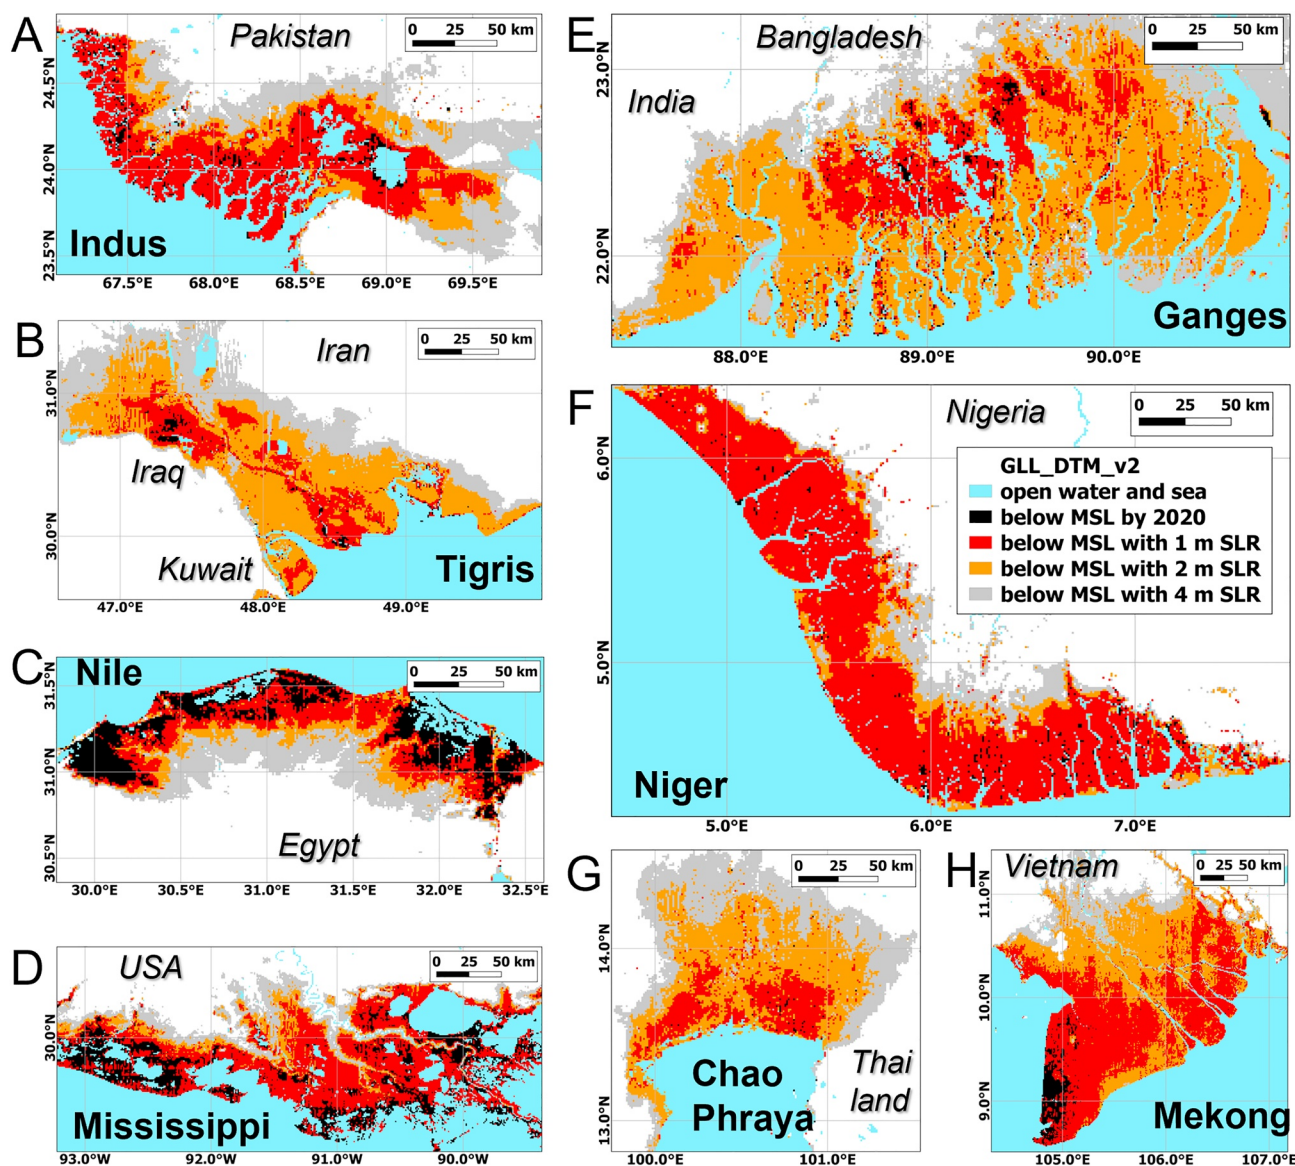 A
Pakistan
0 25 50 km
24.5°N
24.0°N
23.5°N
Indus
67.5°E 68.0°E 68.5°E 69.0°E 69.5°E
B
Iran
0 25 50 km
31.0°N
30.0°N
Iraq
Kuwait
Tigris
47.0°E 48.0°E 49.0°E
C
Nile
0 25 50 km
31.5°N
31.0°N
30.5°N
Egypt
30.0°E 30.5°E 31.0°E 31.5°E 32.0°E 32.5°E
D
USA
0 25 50 km
30.0°N
Mississippi
93.0°W 92.0°W 91.0°W 90.0°W
E
Bangladesh
0 25 50 km
India
23.0°N
22.0°N
Ganges
88.0°E 89.0°E 90.0°E
F
Nigeria
0 25 50 km
6.0°N
5.0°N
GLL_DTM_v2
open water and sea
below MSL by 2020
below MSL with 1 m SLR
below MSL with 2 m SLR
below MSL with 4 m SLR
Niger
5.0°E 6.0°E 7.0°E
G
0 25 50 km
14.0°N
13.0°N
Chao
Phraya
Thai
land
100.0°E 101.0°E
H
Vietnam
0 25 50 km
11.0°N
10.0°N
9.0°N
Mekong
105.0°E 106.0°E 107.0°E